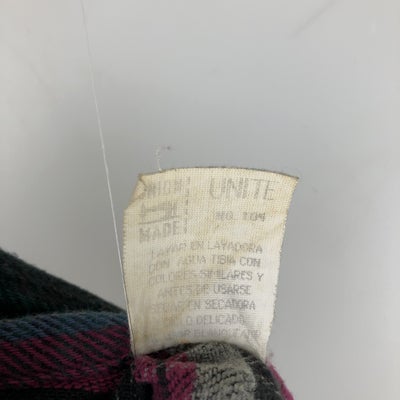 UNION
MADE
UNITE
NO. 104
LAVAR EN LAVADORA
CON AGUA TIBIA CON
COLORES SIMILARES Y
ANTES DE USARSE
SECAR EN SECADORA
DELICADO